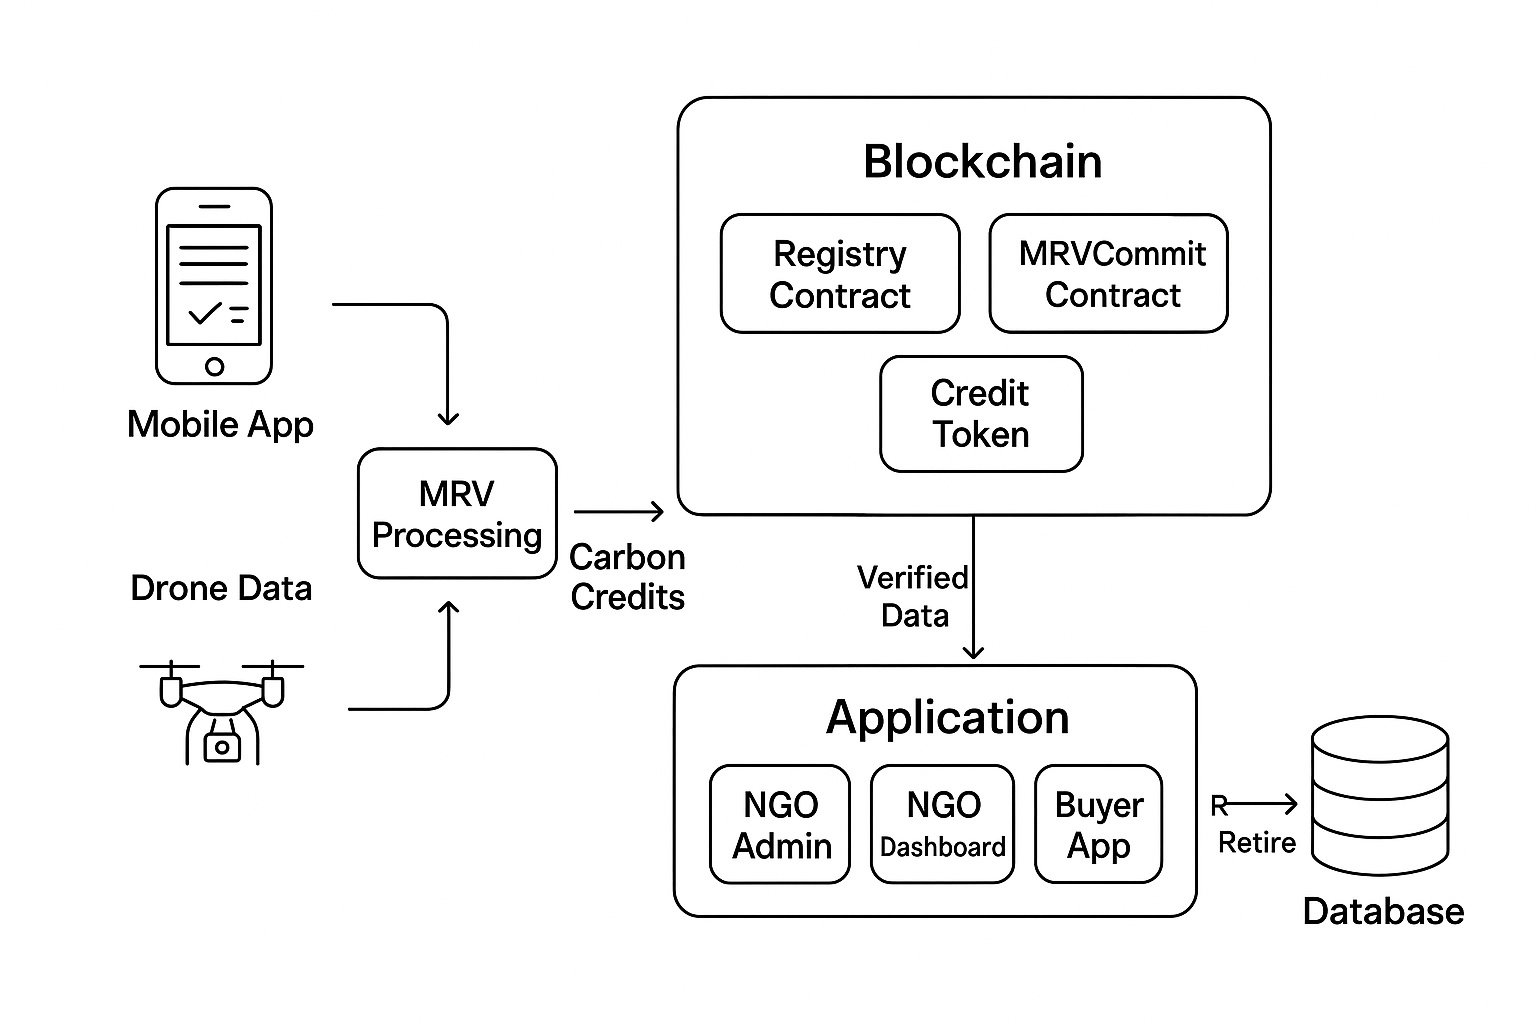 Blockchain
Registry
Contract
MRVCommit
Contract
Credit
Token
Mobile App
MRV
Processing
Carbon
Credits
Drone Data
Verified
Data
Application
NGO
Admin
NGO
Dashboard
Buyer
App
R
Retire
Database